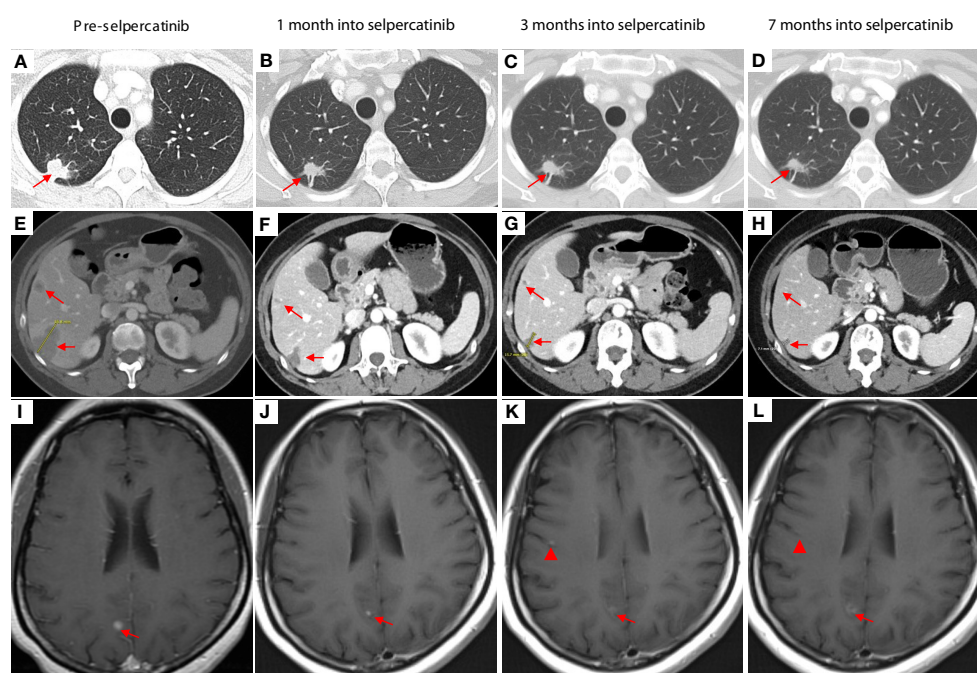 Pre-selpercatinib
1 month into selpercatinib
3 months into selpercatinib
7 months into selpercatinib
A
B
C
D
E
F
G
H
I
J
K
L